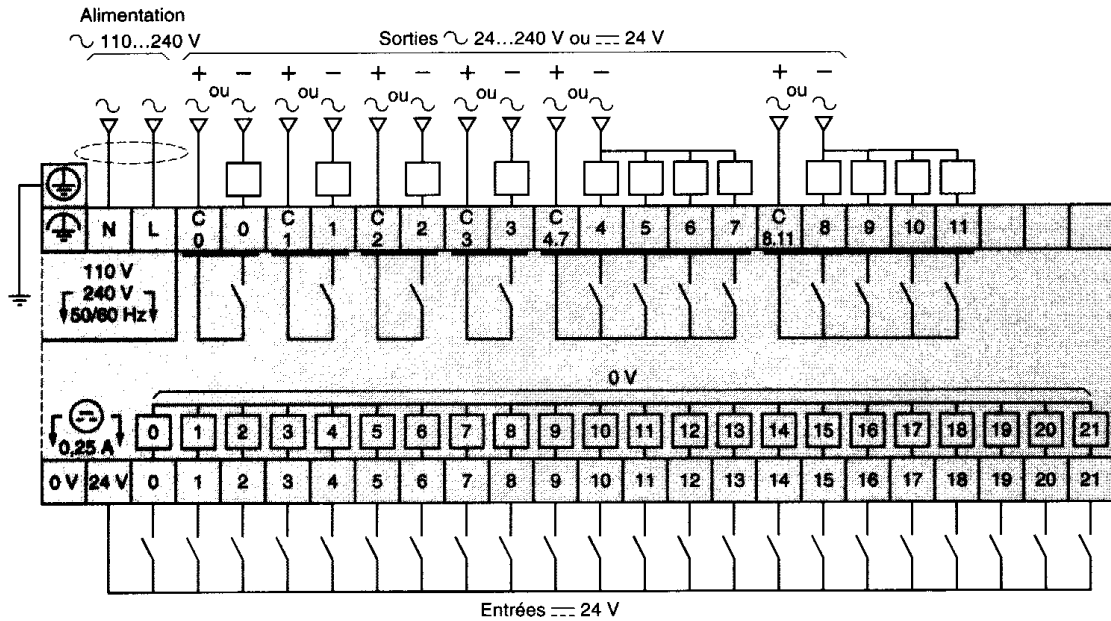 Alimentation
∿ 110...240 V
Sorties ∿ 24...240 V ou ⎓ 24 V
+ − + − + − + − + − + −
ou ou ou ou ou ou
N L C 0 0 C 1 1 C 2 2 C 3 3 C 4.7 4 5 6 7 C 8.11 8 9 10 11
110 V
240 V
50/60 Hz
0 V
0 1 2 3 4 5 6 7 8 9 10 11 12 13 14 15 16 17 18 19 20 21
0,25 A
0 V 24 V 0 1 2 3 4 5 6 7 8 9 10 11 12 13 14 15 16 17 18 19 20 21
Entrées ⎓ 24 V